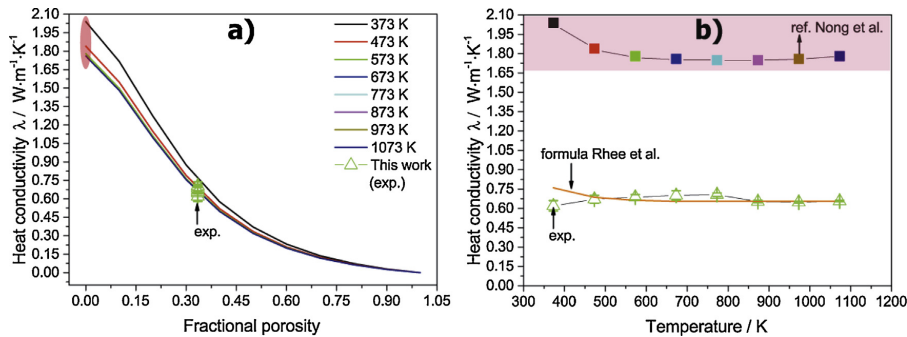 a)
Heat conductivity λ / W·m⁻¹·K⁻¹
2.10
1.95
1.80
1.65
1.50
1.35
1.20
1.05
0.90
0.75
0.60
0.45
0.30
0.15
0.00
373 K
473 K
573 K
673 K
773 K
873 K
973 K
1073 K
This work
(exp.)
exp.
0.00 0.15 0.30 0.45 0.60 0.75 0.90 1.05
Fractional porosity
b)
Heat conductivity λ / W·m⁻¹·K⁻¹
2.10
1.95
1.80
1.65
1.50
1.35
1.20
1.05
0.90
0.75
0.60
0.45
0.30
0.15
0.00
ref. Nong et al.
formula Rhee et al.
exp.
300 400 500 600 700 800 900 1000 1100 1200
Temperature / K